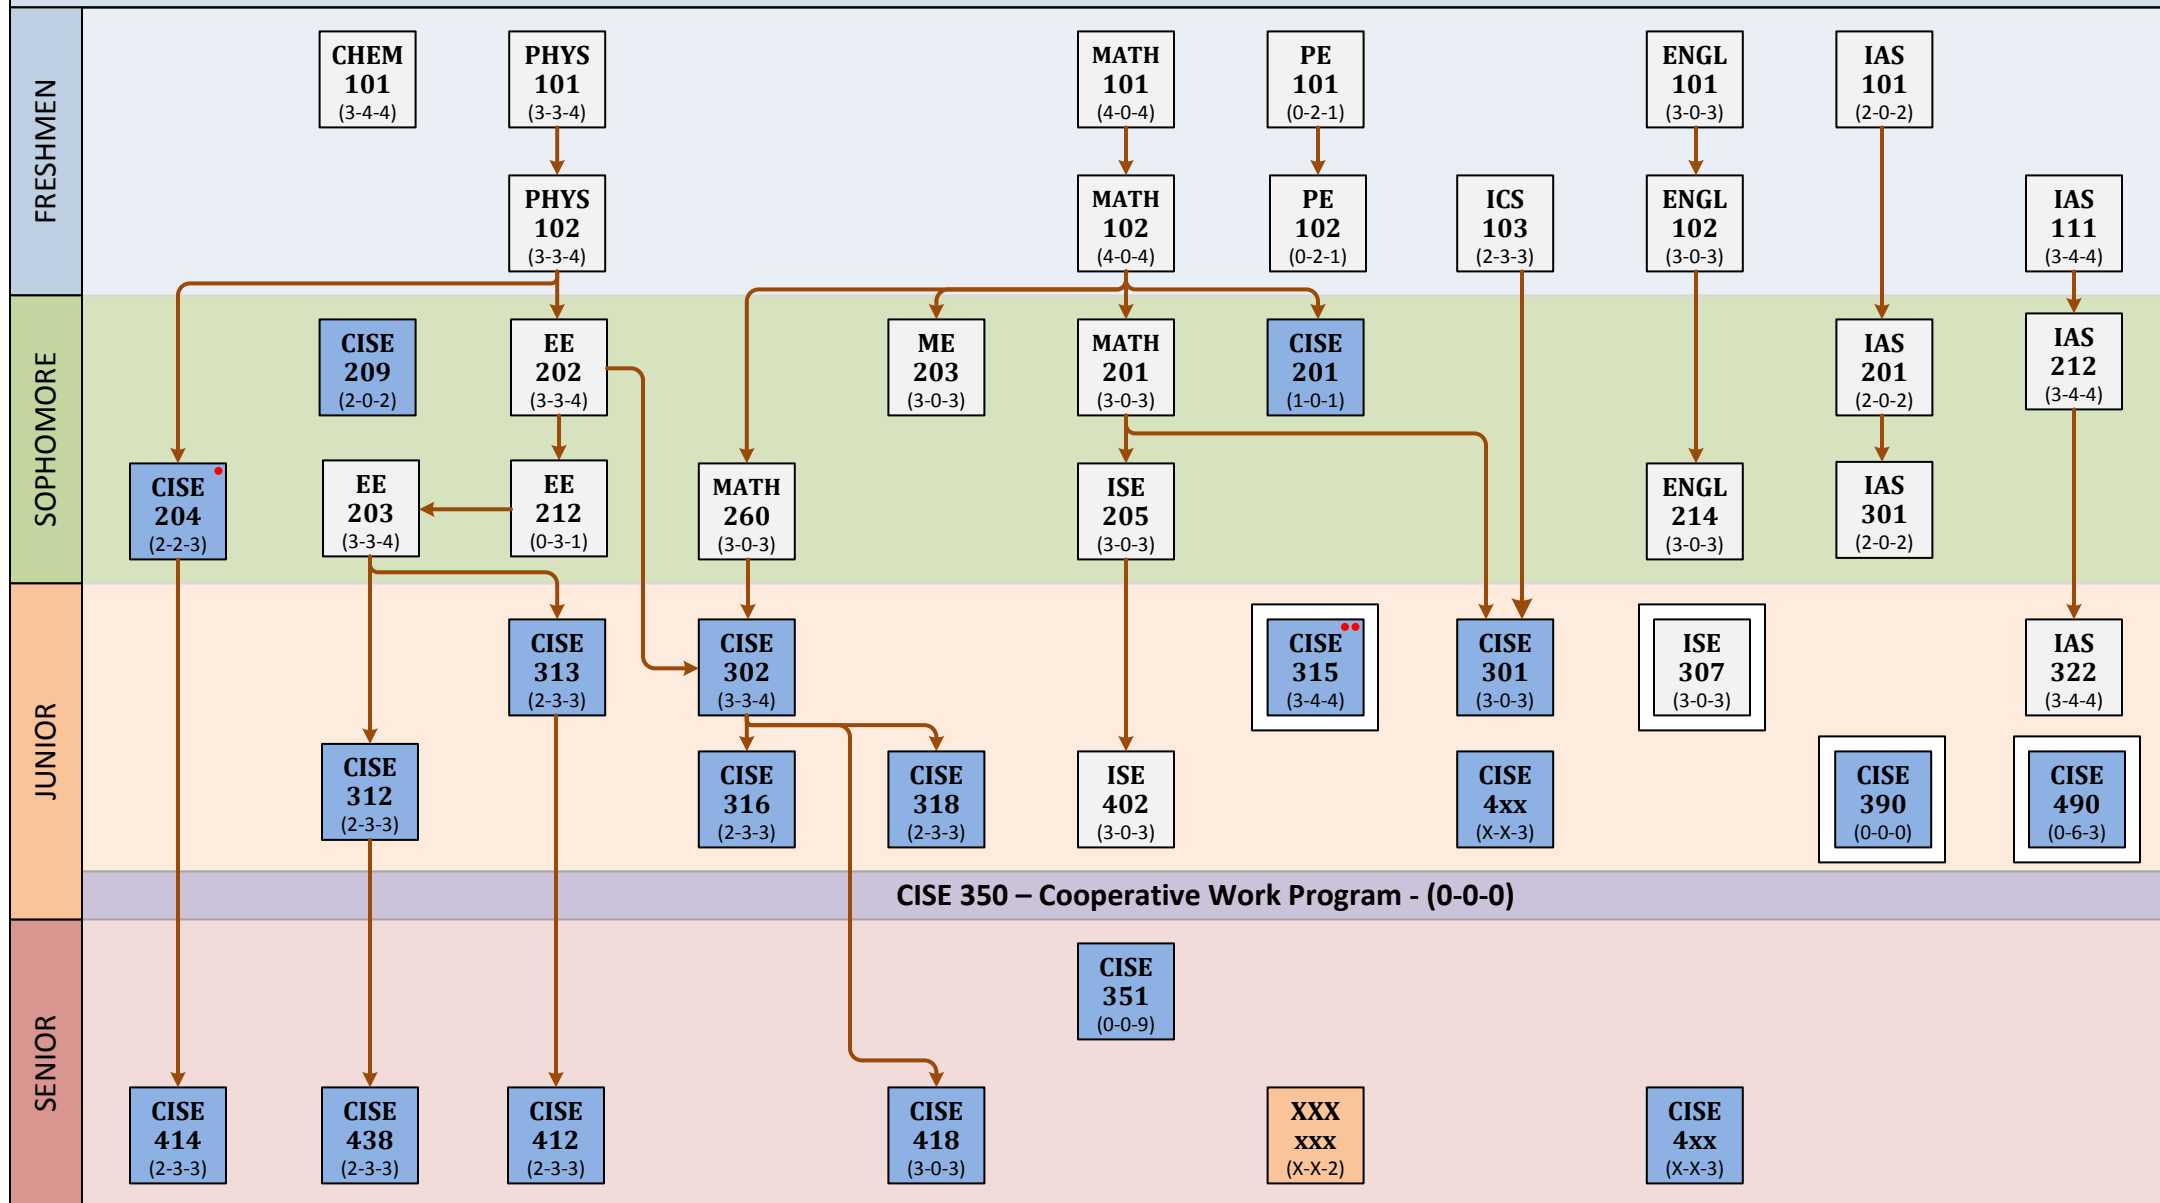 FRESHMEN
CHEM
101
(3-4-4)
PHYS
101
(3-3-4)
MATH
101
(4-0-4)
PE
101
(0-2-1)
ENGL
101
(3-0-3)
IAS
101
(2-0-2)
PHYS
102
(3-3-4)
MATH
102
(4-0-4)
PE
102
(0-2-1)
ICS
103
(2-3-3)
ENGL
102
(3-0-3)
IAS
111
(3-4-4)
SOPHOMORE
CISE
209
(2-0-2)
EE
202
(3-3-4)
ME
203
(3-0-3)
MATH
201
(3-0-3)
CISE
201
(1-0-1)
IAS
201
(2-0-2)
IAS
212
(3-4-4)
CISE
204
(2-2-3)
EE
203
(3-3-4)
EE
212
(0-3-1)
MATH
260
(3-0-3)
ISE
205
(3-0-3)
ENGL
214
(3-0-3)
IAS
301
(2-0-2)
JUNIOR
CISE
313
(2-3-3)
CISE
302
(3-3-4)
CISE
315
(3-4-4)
CISE
301
(3-0-3)
ISE
307
(3-0-3)
IAS
322
(3-4-4)
CISE
312
(2-3-3)
CISE
316
(2-3-3)
CISE
318
(2-3-3)
ISE
402
(3-0-3)
CISE
4xx
(X-X-3)
CISE
390
(0-0-0)
CISE
490
(0-6-3)
CISE 350 – Cooperative Work Program - (0-0-0)
SENIOR
CISE
351
(0-0-9)
CISE
414
(2-3-3)
CISE
438
(2-3-3)
CISE
412
(2-3-3)
CISE
418
(3-0-3)
XXX
xxx
(X-X-2)
CISE
4xx
(X-X-3)